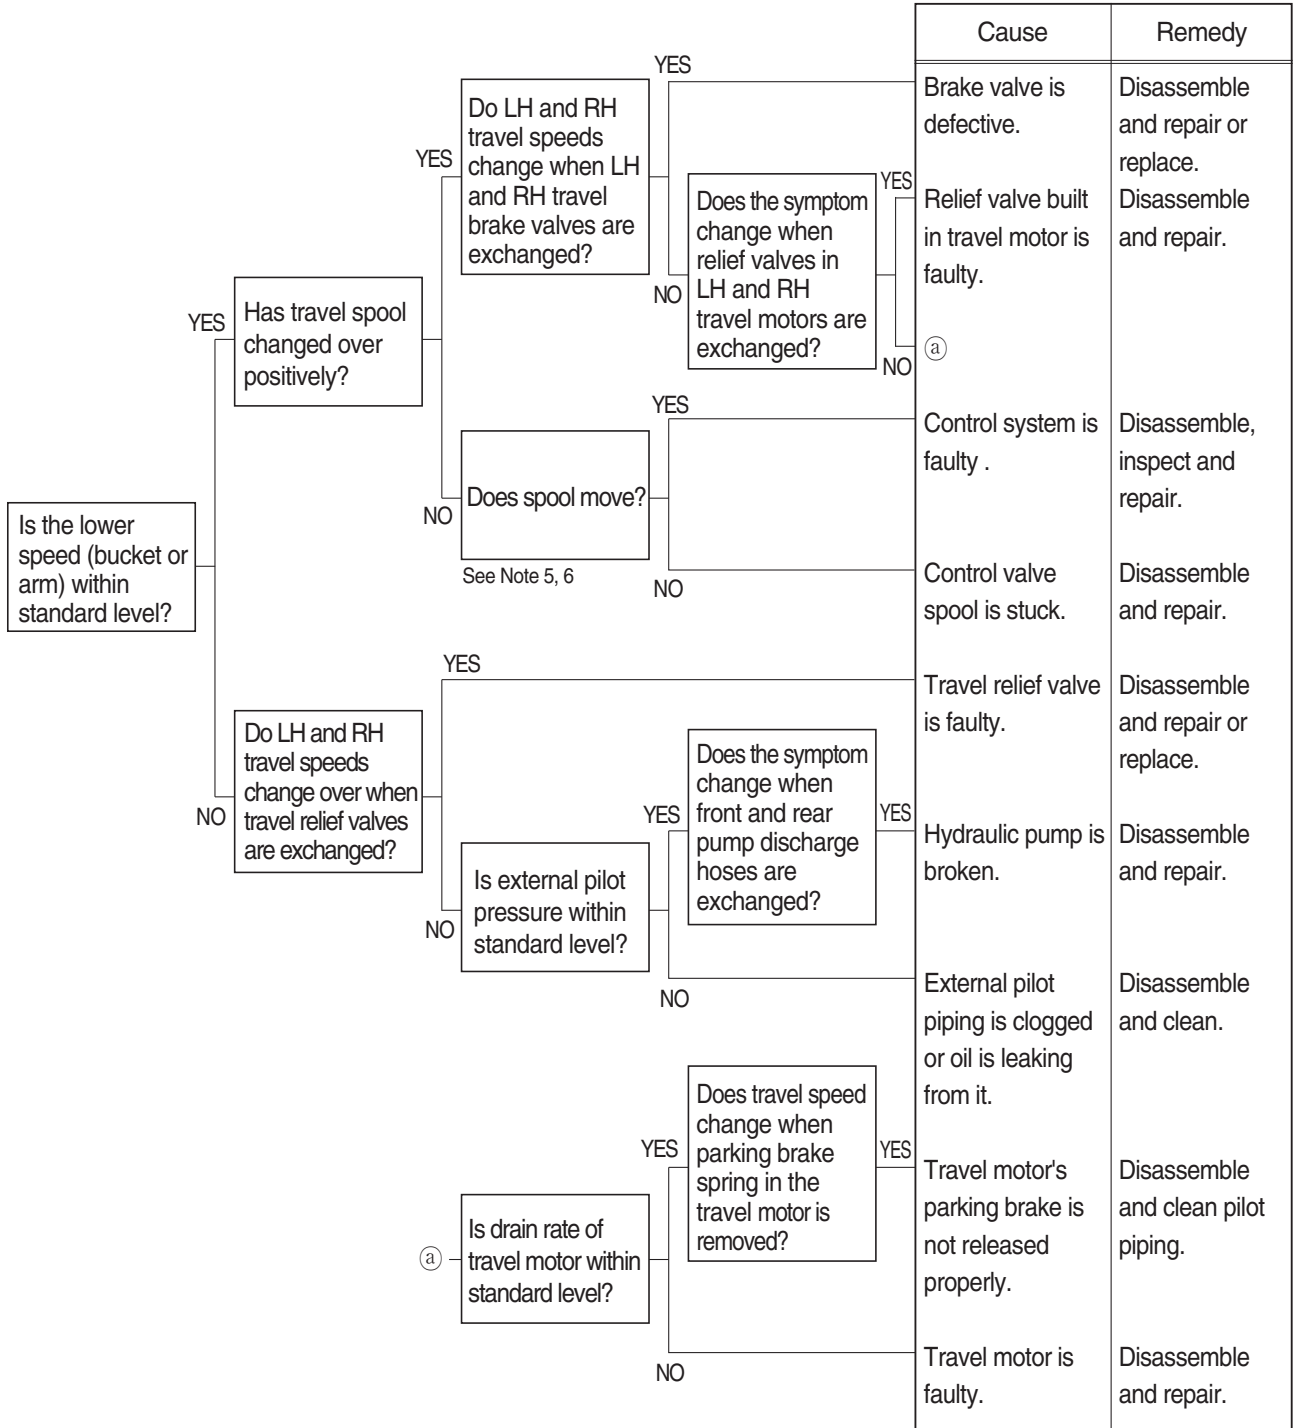 Cause
Remedy
YES
Brake valve is
defective.
Disassemble
and repair or
replace.
Do LH and RH
travel speeds
change when LH
and RH travel
brake valves are
exchanged?
YES
YES
Does the symptom
change when
relief valves in
LH and RH
travel motors are
exchanged?
NO
Relief valve built
in travel motor is
faulty.
Disassemble
and repair.
NO
ⓐ
YES
Has travel spool
changed over
positively?
YES
Control system is
faulty .
Disassemble,
inspect and
repair.
NO
Does spool move?
See Note 5, 6
NO
Control valve
spool is stuck.
Disassemble
and repair.
Is the lower
speed (bucket or
arm) within
standard level?
YES
Travel relief valve
is faulty.
Disassemble
and repair or
replace.
NO
Do LH and RH
travel speeds
change over when
travel relief valves
are exchanged?
YES
Does the symptom
change when
front and rear
pump discharge
hoses are
exchanged?
YES
Hydraulic pump is
broken.
Disassemble
and repair.
NO
Is external pilot
pressure within
standard level?
NO
External pilot
piping is clogged
or oil is leaking
from it.
Disassemble
and clean.
YES
Does travel speed
change when
parking brake
spring in the
travel motor is
removed?
YES
Travel motor's
parking brake is
not released
properly.
Disassemble
and clean pilot
piping.
ⓐ
Is drain rate of
travel motor within
standard level?
NO
Travel motor is
faulty.
Disassemble
and repair.